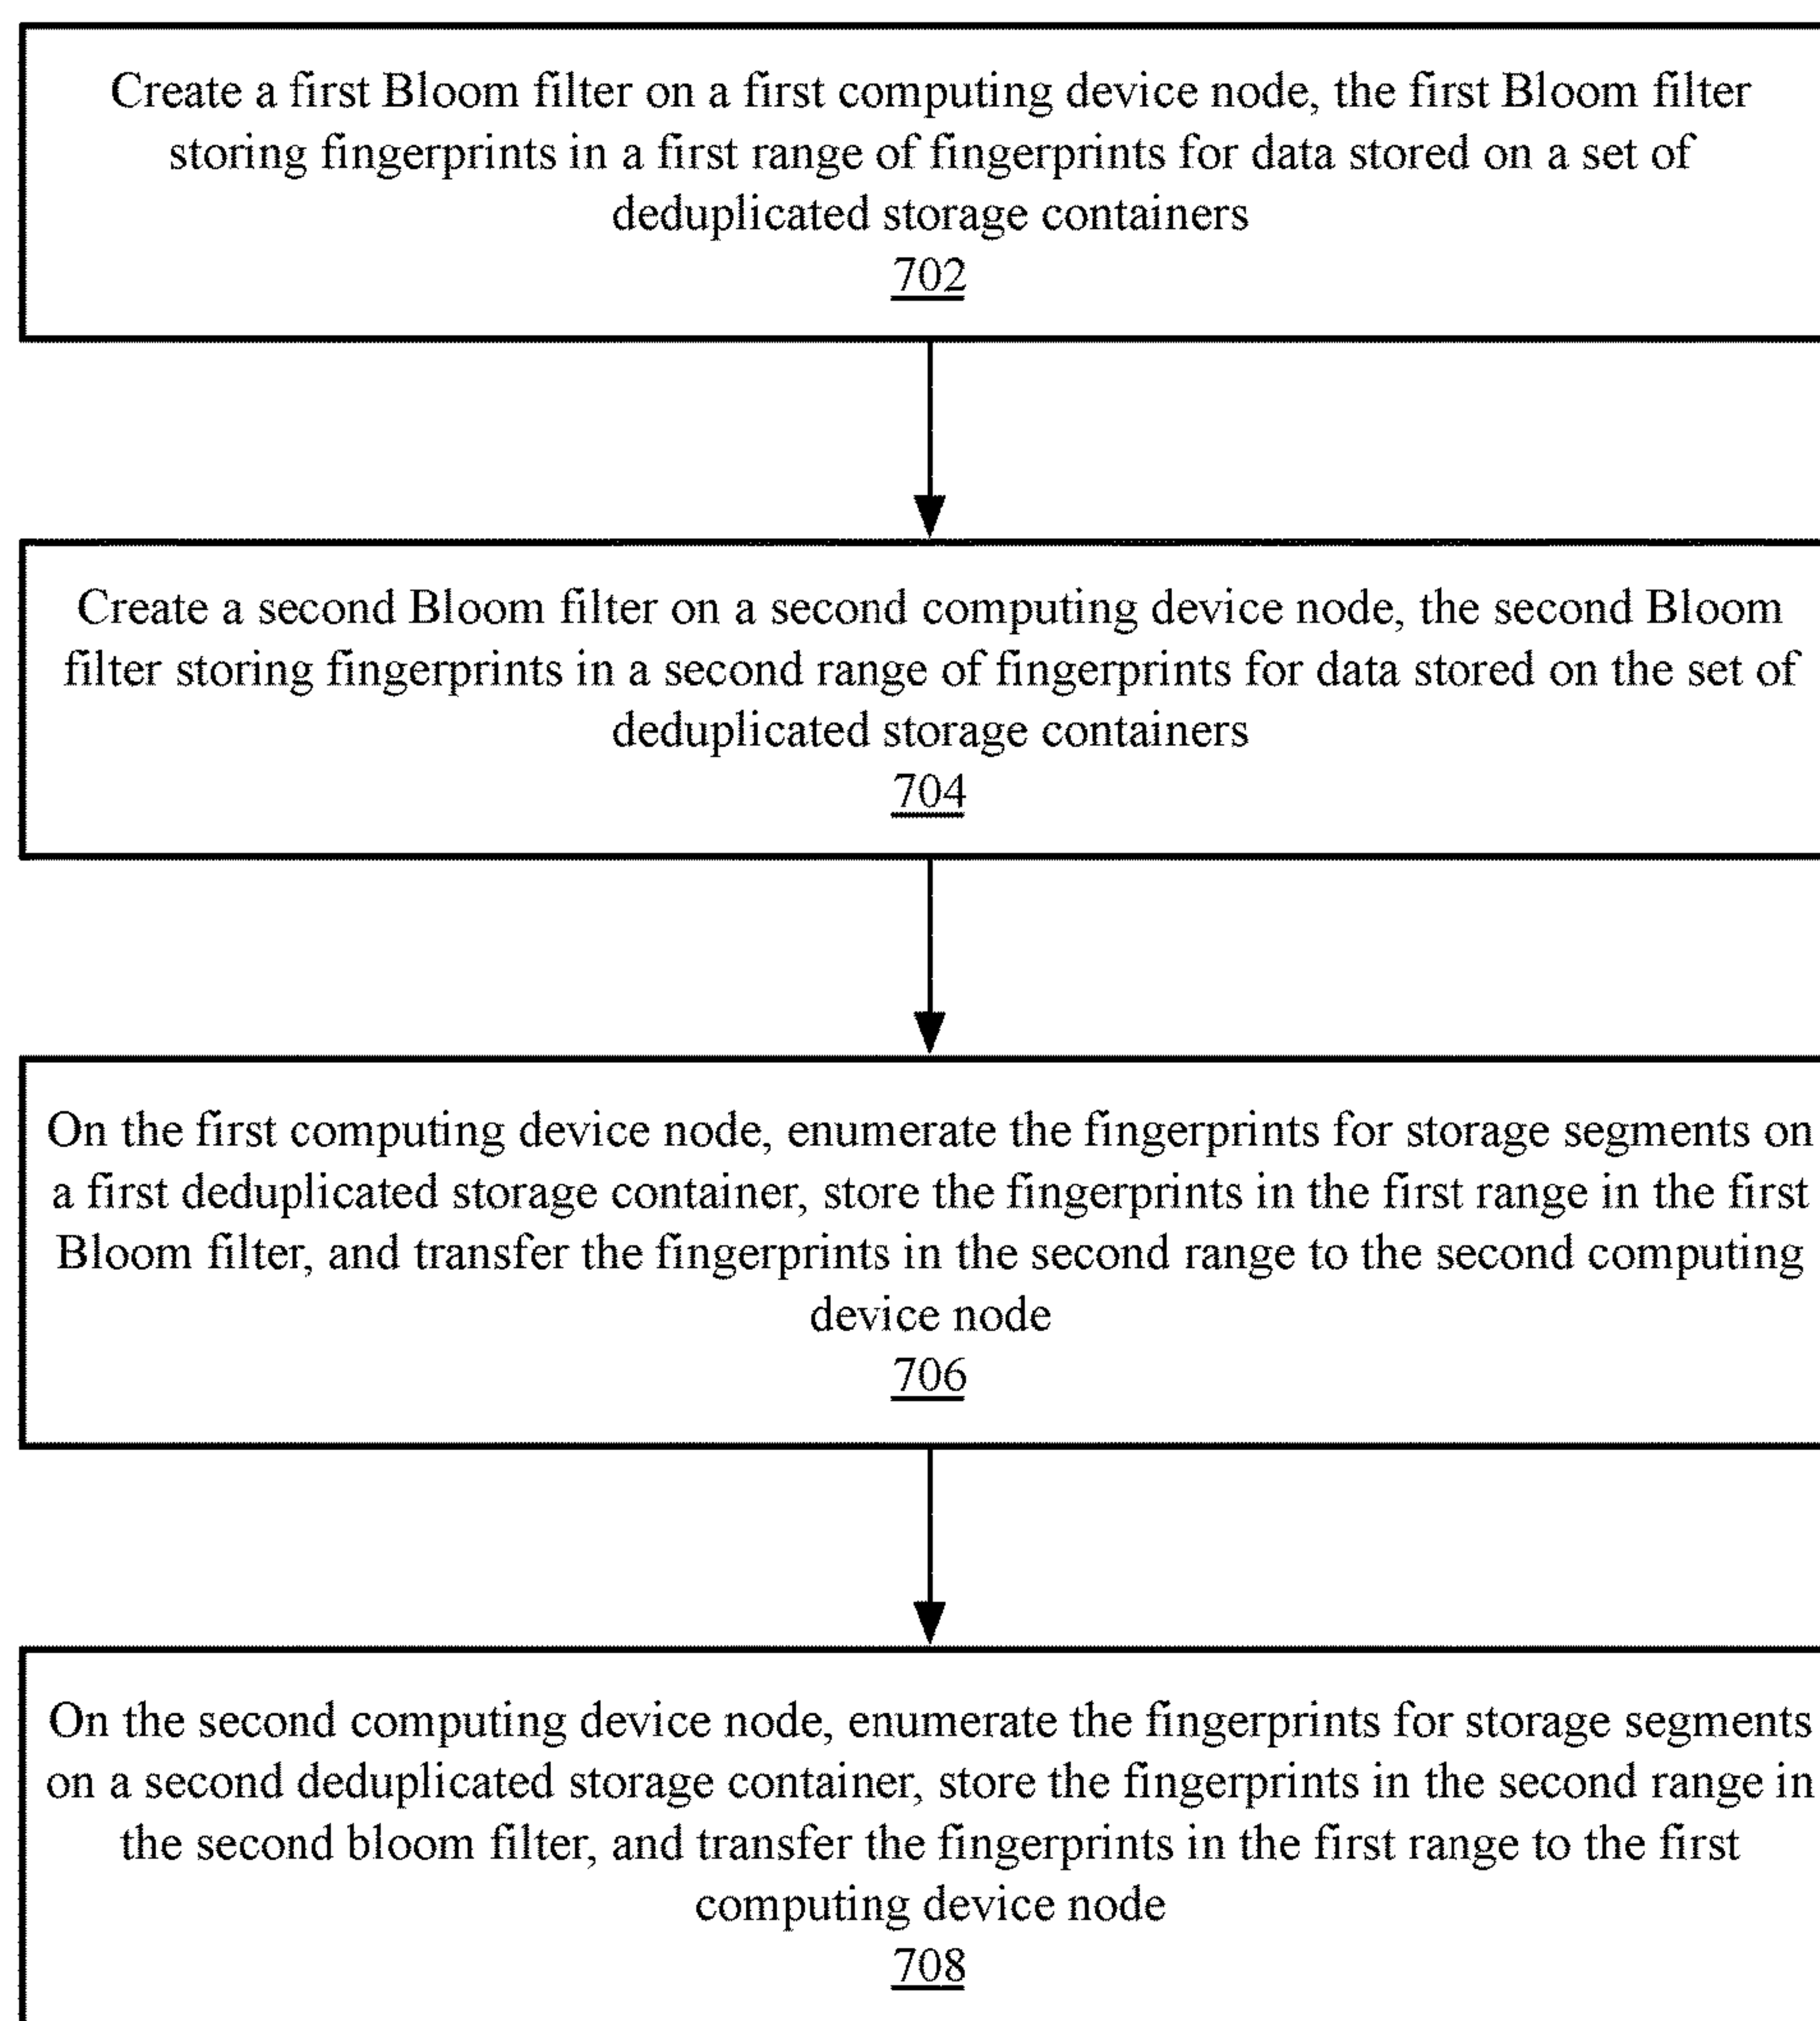 Create a first Bloom filter on a first computing device node, the first Bloom filter
storing fingerprints in a first range of fingerprints for data stored on a set of
deduplicated storage containers
702
Create a second Bloom filter on a second computing device node, the second Bloom
filter storing fingerprints in a second range of fingerprints for data stored on the set of
deduplicated storage containers
704
On the first computing device node, enumerate the fingerprints for storage segments on
a first deduplicated storage container, store the fingerprints in the first range in the first
Bloom filter, and transfer the fingerprints in the second range to the second computing
device node
706
On the second computing device node, enumerate the fingerprints for storage segments
on a second deduplicated storage container, store the fingerprints in the second range in
the second bloom filter, and transfer the fingerprints in the first range to the first
computing device node
708